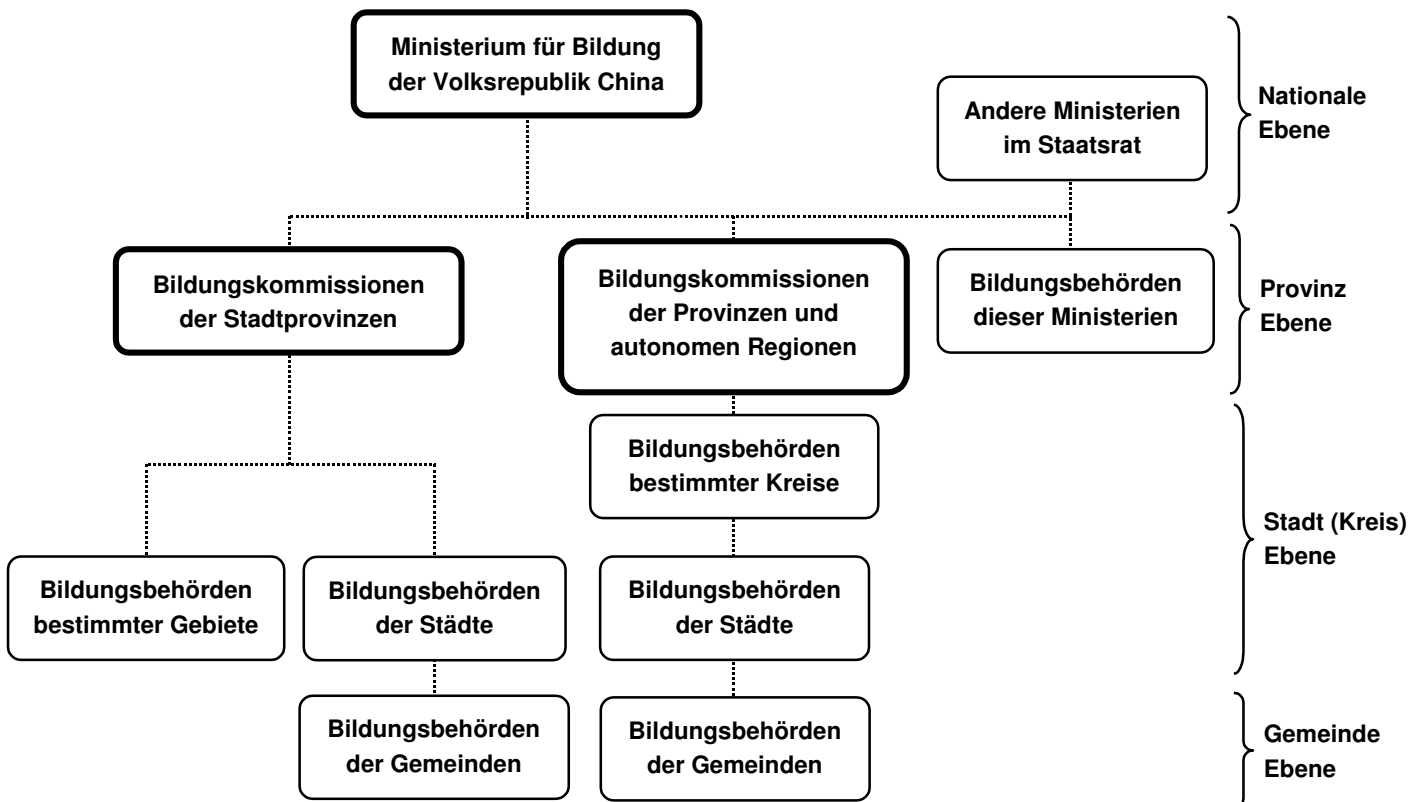 Ministerium für Bildung
der Volksrepublik China
Andere Ministerien
im Staatsrat
Nationale
Ebene
Bildungskommissionen
der Stadtprovinzen
Bildungskommissionen
der Provinzen und
autonomen Regionen
Bildungsbehörden
dieser Ministerien
Provinz
Ebene
Bildungsbehörden
bestimmter Kreise
Stadt (Kreis)
Ebene
Bildungsbehörden
bestimmter Gebiete
Bildungsbehörden
der Städte
Bildungsbehörden
der Städte
Bildungsbehörden
der Gemeinden
Bildungsbehörden
der Gemeinden
Gemeinde
Ebene